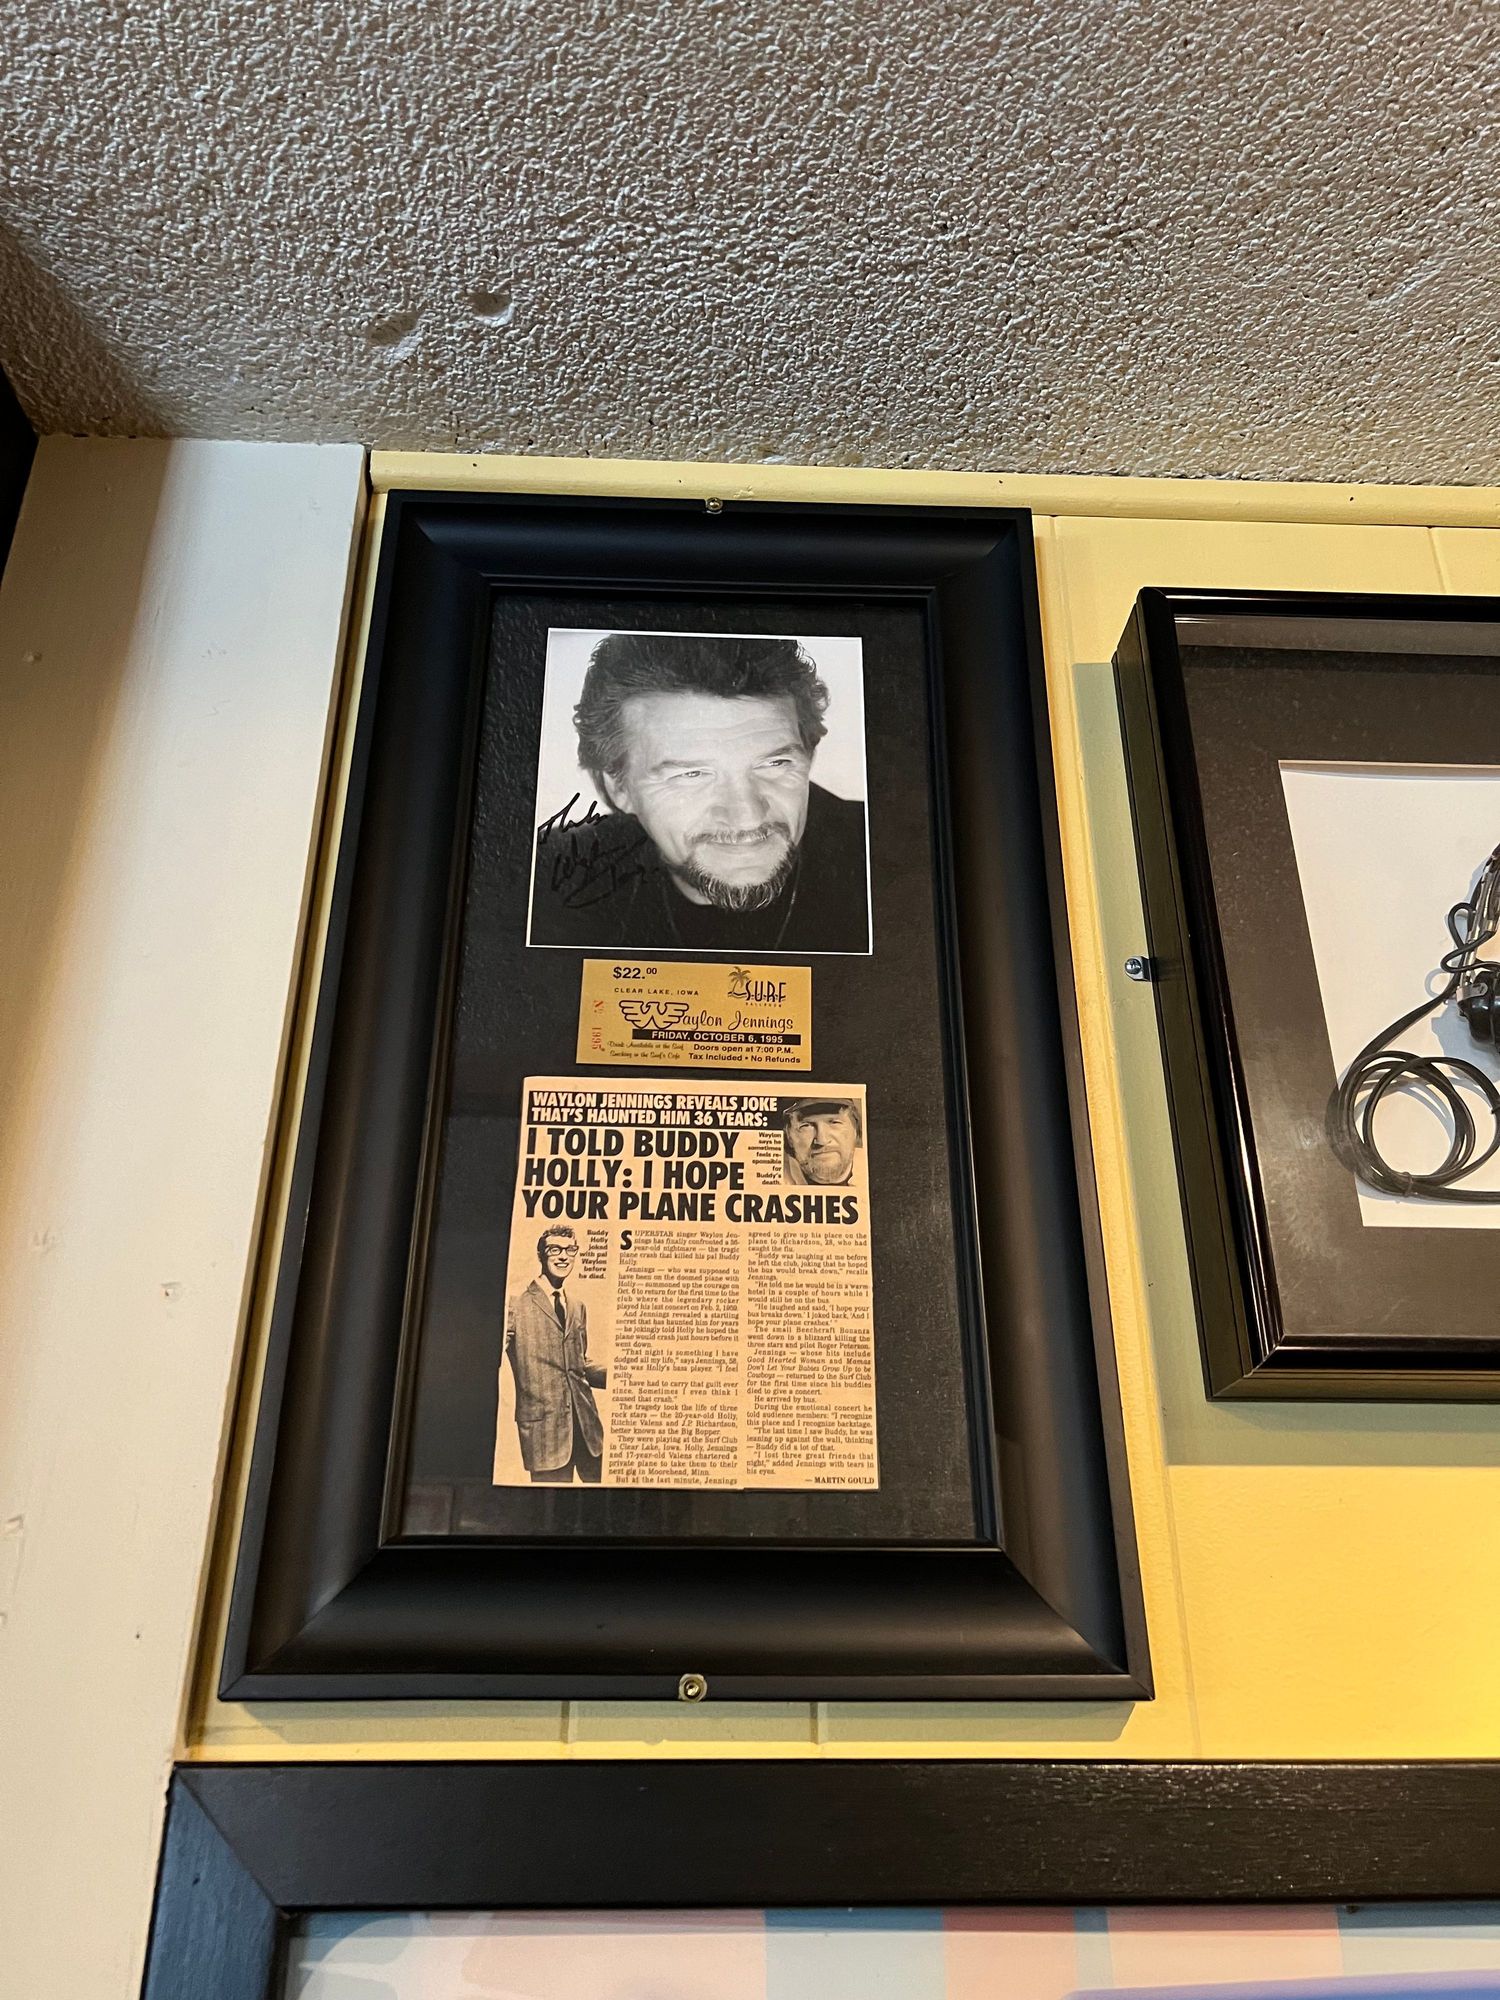 Thanks
Waylon
$22.00
CLEAR LAKE, IOWA
SURF
BALLROOM
Waylon Jennings
FRIDAY, OCTOBER 6, 1995
Doors open at 7:00 P.M.
Tax Included • No Refunds
Drink Available at the Surf
Smoking in the Surf's Cafe
No 1995
WAYLON JENNINGS REVEALS JOKE
THAT'S HAUNTED HIM 36 YEARS:
I TOLD BUDDY
HOLLY: I HOPE
YOUR PLANE CRASHES
Waylon
says he
sometimes
feels re-
sponsible
for
Buddy's
death.
Buddy
Holly
joked
with pal
Waylon
before
he died.
SUPERSTAR singer Waylon Jen-
nings has finally confronted a 36-
year-old nightmare — the tragic
plane crash that killed his pal Buddy
Holly.
Jennings — who was supposed to
have been on the doomed plane with
Holly — summoned up the courage on
Oct. 6 to return for the first time to the
club where the legendary rocker
played his last concert on Feb. 2, 1959.
And Jennings revealed a startling
secret that has haunted him for years
— he jokingly told Holly he hoped the
plane would crash just hours before it
went down.
"That night is something I have
dodged all my life," says Jennings, 58,
who was Holly's bass player. "I feel
guilty.
"I have had to carry that guilt ever
since. Sometimes I even think I
caused that crash."
The tragedy took the life of three
rock stars — the 20-year-old Holly,
Ritchie Valens and J.P. Richardson,
better known as the Big Bopper.
They were playing at the Surf Club
in Clear Lake, Iowa. Holly, Jennings
and 17-year-old Valens chartered a
private plane to take them to their
next gig in Moorehead, Minn.
But at the last minute, Jennings
agreed to give up his place on the
plane to Richardson, 28, who had
caught the flu.
"Buddy was laughing at me before
he left the club, joking that he hoped
the bus would break down," recalls
Jennings.
"He told me he would be in a warm
hotel in a couple of hours while I
would still be on the bus.
"He laughed and said, 'I hope your
bus breaks down.' I joked back, 'And I
hope your plane crashes.' "
The small Beechcraft Bonanza
went down in a blizzard killing the
three stars and pilot Roger Peterson.
Jennings — whose hits include
Good Hearted Woman and Mamas
Don't Let Your Babies Grow Up to be
Cowboys — returned to the Surf Club
for the first time since his buddies
died to give a concert.
He arrived by bus.
During the emotional concert he
told audience members: "I recognize
this place and I recognize backstage.
"The last time I saw Buddy, he was
leaning up against the wall, thinking
— Buddy did a lot of that.
"I lost three great friends that
night," added Jennings with tears in
his eyes.
— MARTIN GOULD